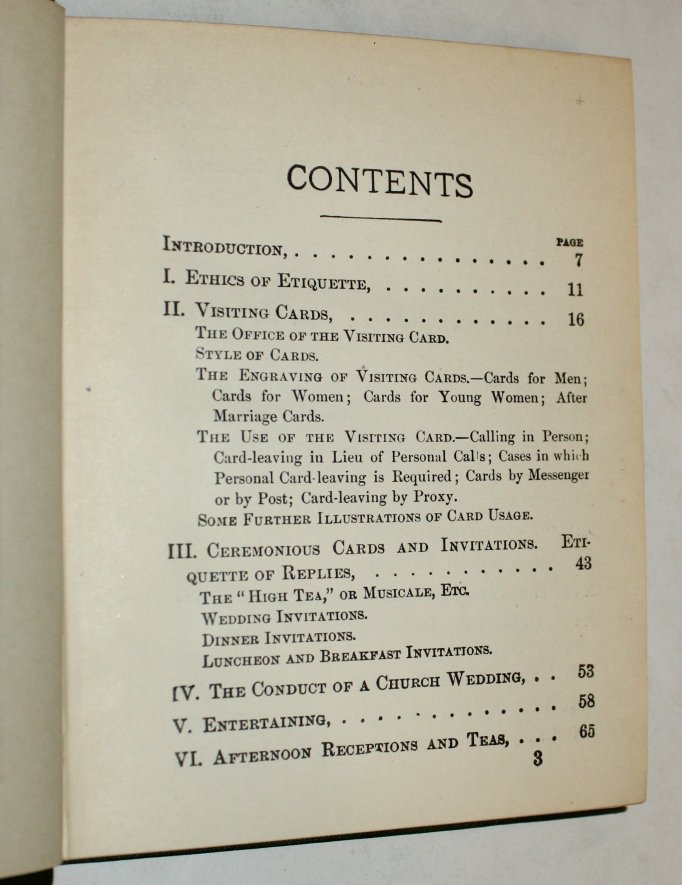 CONTENTS
PAGE
INTRODUCTION, . . . . . . . . . . . . . . . . 7
I. ETHICS OF ETIQUETTE, . . . . . . . . . . . 11
II. VISITING CARDS, . . . . . . . . . . . . . 16
THE OFFICE OF THE VISITING CARD.
STYLE OF CARDS.
THE ENGRAVING OF VISITING CARDS.—Cards for Men;
Cards for Women; Cards for Young Women; After
Marriage Cards.
THE USE OF THE VISITING CARD.—Calling in Person;
Card-leaving in Lieu of Personal Calls; Cases in which
Personal Card-leaving is Required; Cards by Messenger
or by Post; Card-leaving by Proxy.
SOME FURTHER ILLUSTRATIONS OF CARD USAGE.
III. CEREMONIOUS CARDS AND INVITATIONS. ETI-
QUETTE OF REPLIES, . . . . . . . . . . . 43
THE "HIGH TEA," OR MUSICALE, ETC.
WEDDING INVITATIONS.
DINNER INVITATIONS.
LUNCHEON AND BREAKFAST INVITATIONS.
IV. THE CONDUCT OF A CHURCH WEDDING, . . 53
V. ENTERTAINING, . . . . . . . . . . . . . 58
VI. AFTERNOON RECEPTIONS AND TEAS, . . . 65
3